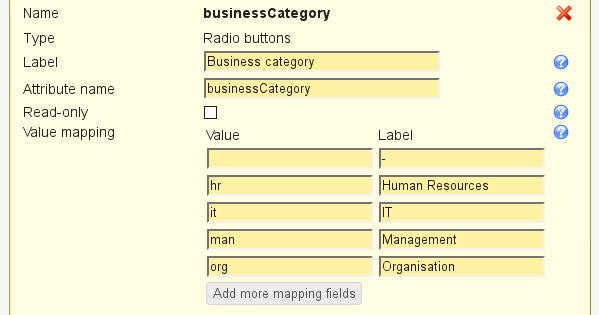 Name businessCategory
Type Radio buttons
Label Business category
Attribute name businessCategory
Read-only
Value mapping Value Label
-
hr Human Resources
it IT
man Management
org Organisation
Add more mapping fields